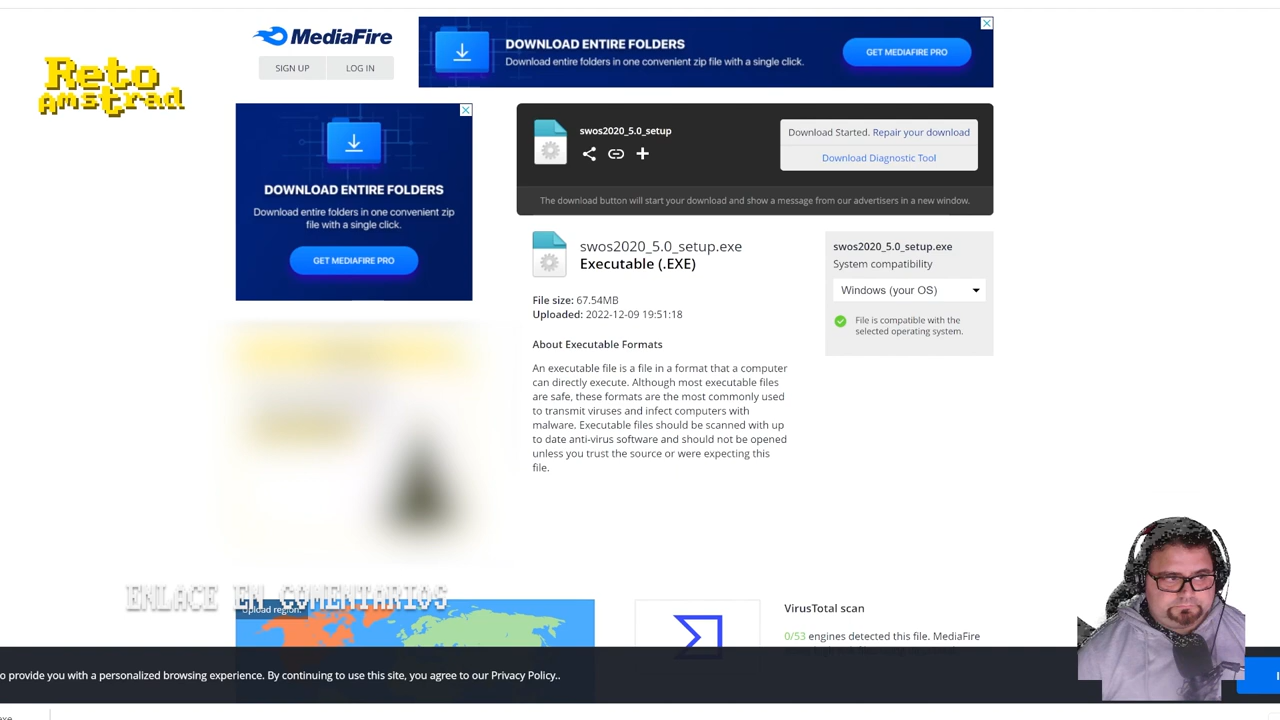 MediaFire
SIGN UP
LOG IN
DOWNLOAD ENTIRE FOLDERS
Download entire folders in one convenient zip file with a single click.
GET MEDIAFIRE PRO
Reto
amstrad
DOWNLOAD ENTIRE FOLDERS
Download entire folders in one convenient zip
file with a single click.
GET MEDIAFIRE PRO
swos2020_5.0_setup
Download Started. Repair your download
Download Diagnostic Tool
The download button will start your download and show a message from our advertisers in a new window.
swos2020_5.0_setup.exe
Executable (.EXE)
File size: 67.54MB
Uploaded: 2022-12-09 19:51:18
About Executable Formats
An executable file is a file in a format that a computer
can directly execute. Although most executable files
are safe, these formats are the most commonly used
to transmit viruses and infect computers with
malware. Executable files should be scanned with up
to date anti-virus software and should not be opened
unless you trust the source or were expecting this
file.
swos2020_5.0_setup.exe
System compatibility
Windows (your OS)
File is compatible with the
selected operating system.
ENLACE EN COMENTARIOS
Upload region:
VirusTotal scan
0/53 engines detected this file. MediaFire
o provide you with a personalized browsing experience. By continuing to use this site, you agree to our Privacy Policy..